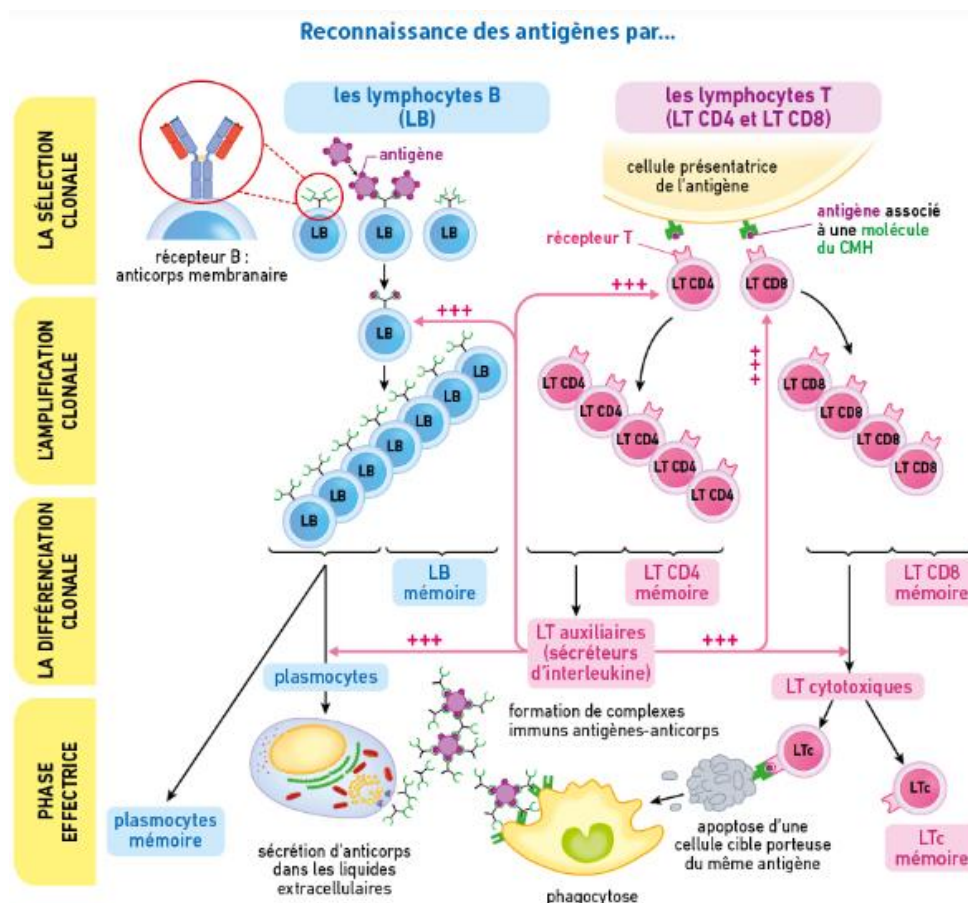 Reconnaissance des antigènes par...
LA SÉLECTION
CLONALE
les lymphocytes B
(LB)
antigène
LB
LB
LB
récepteur B :
anticorps membranaire
les lymphocytes T
(LT CD4 et LT CD8)
cellule présentatrice
de l'antigène
antigène associé
à une molécule
du CMH
récepteur T
LT CD4
LT CD8
+++
L'AMPLIFICATION
CLONALE
LB
+++
+++
LB
LB
LB
LB
LB
LB
LB
LT CD4
LT CD4
LT CD4
LT CD4
LT CD4
LT CD8
LT CD8
LT CD8
LT CD8
LA DIFFÉRENCIATION
CLONALE
LB
mémoire
LT CD4
mémoire
LT CD8
mémoire
+++
LT auxiliaires
(sécréteurs
d'interleukine)
+++
plasmocytes
LT cytotoxiques
PHASE
EFFECTRICE
plasmocytes
mémoire
sécrétion d'anticorps
dans les liquides
extracellulaires
formation de complexes
immuns antigènes-anticorps
phagocytose
LTc
apoptose d'une
cellule cible porteuse
du même antigène
LTc
LTc
mémoire